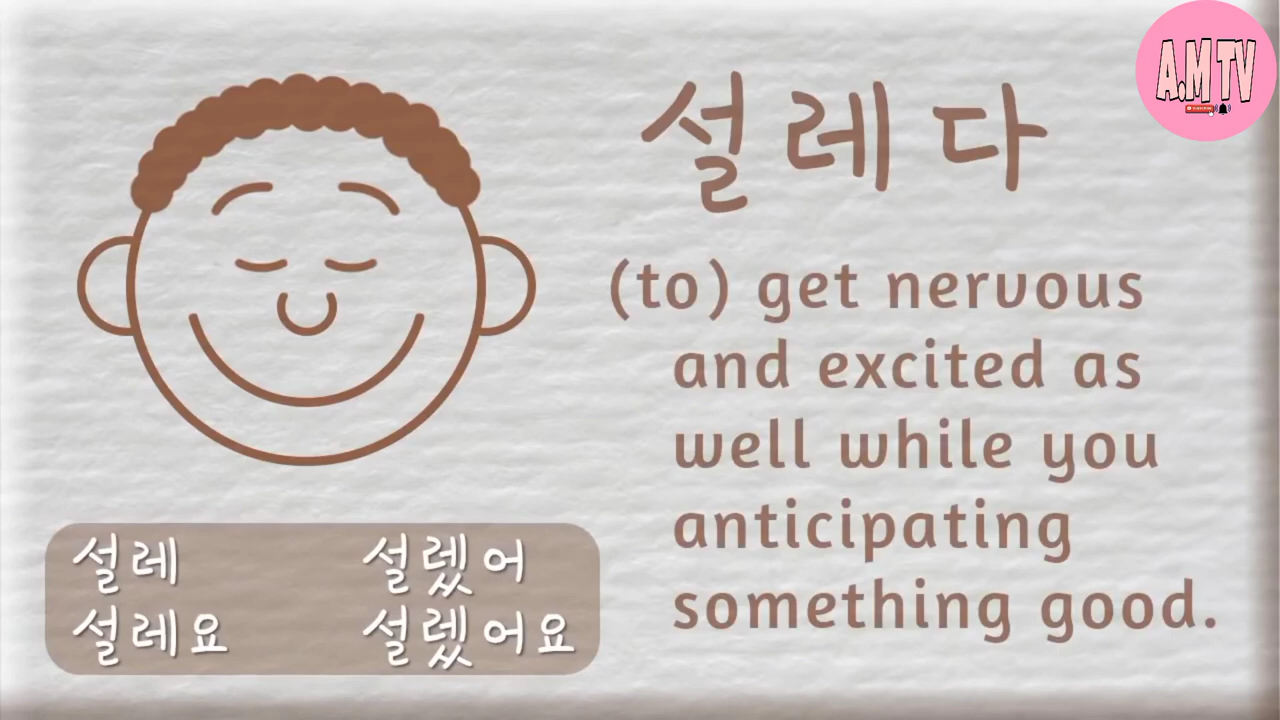 A.M TV
설레다
(to) get nervous
and excited as
well while you
anticipating
something good.
설레 설렜어
설레요 설렜어요